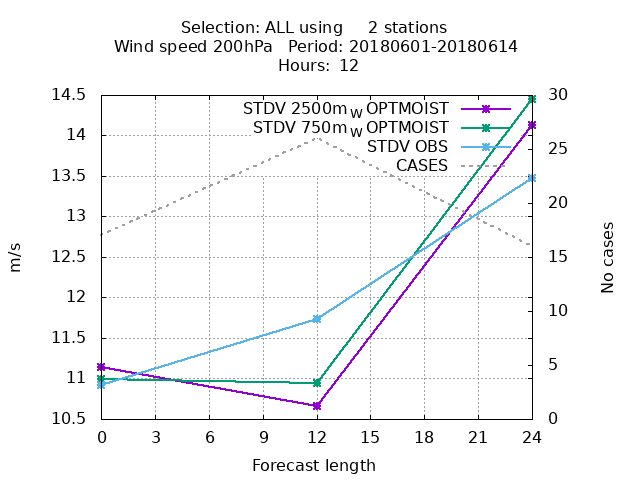 Selection: ALL using     2 stations
Wind speed 200hPa   Period: 20180601-20180614
Hours:  12
STDV 2500m_W OPTMOIST
STDV 750m_W OPTMOIST
STDV OBS
CASES
14.5
14
13.5
13
12.5
12
11.5
11
10.5
m/s
30
25
20
15
10
5
0
No cases
0 3 6 9 12 15 18 21 24
Forecast length